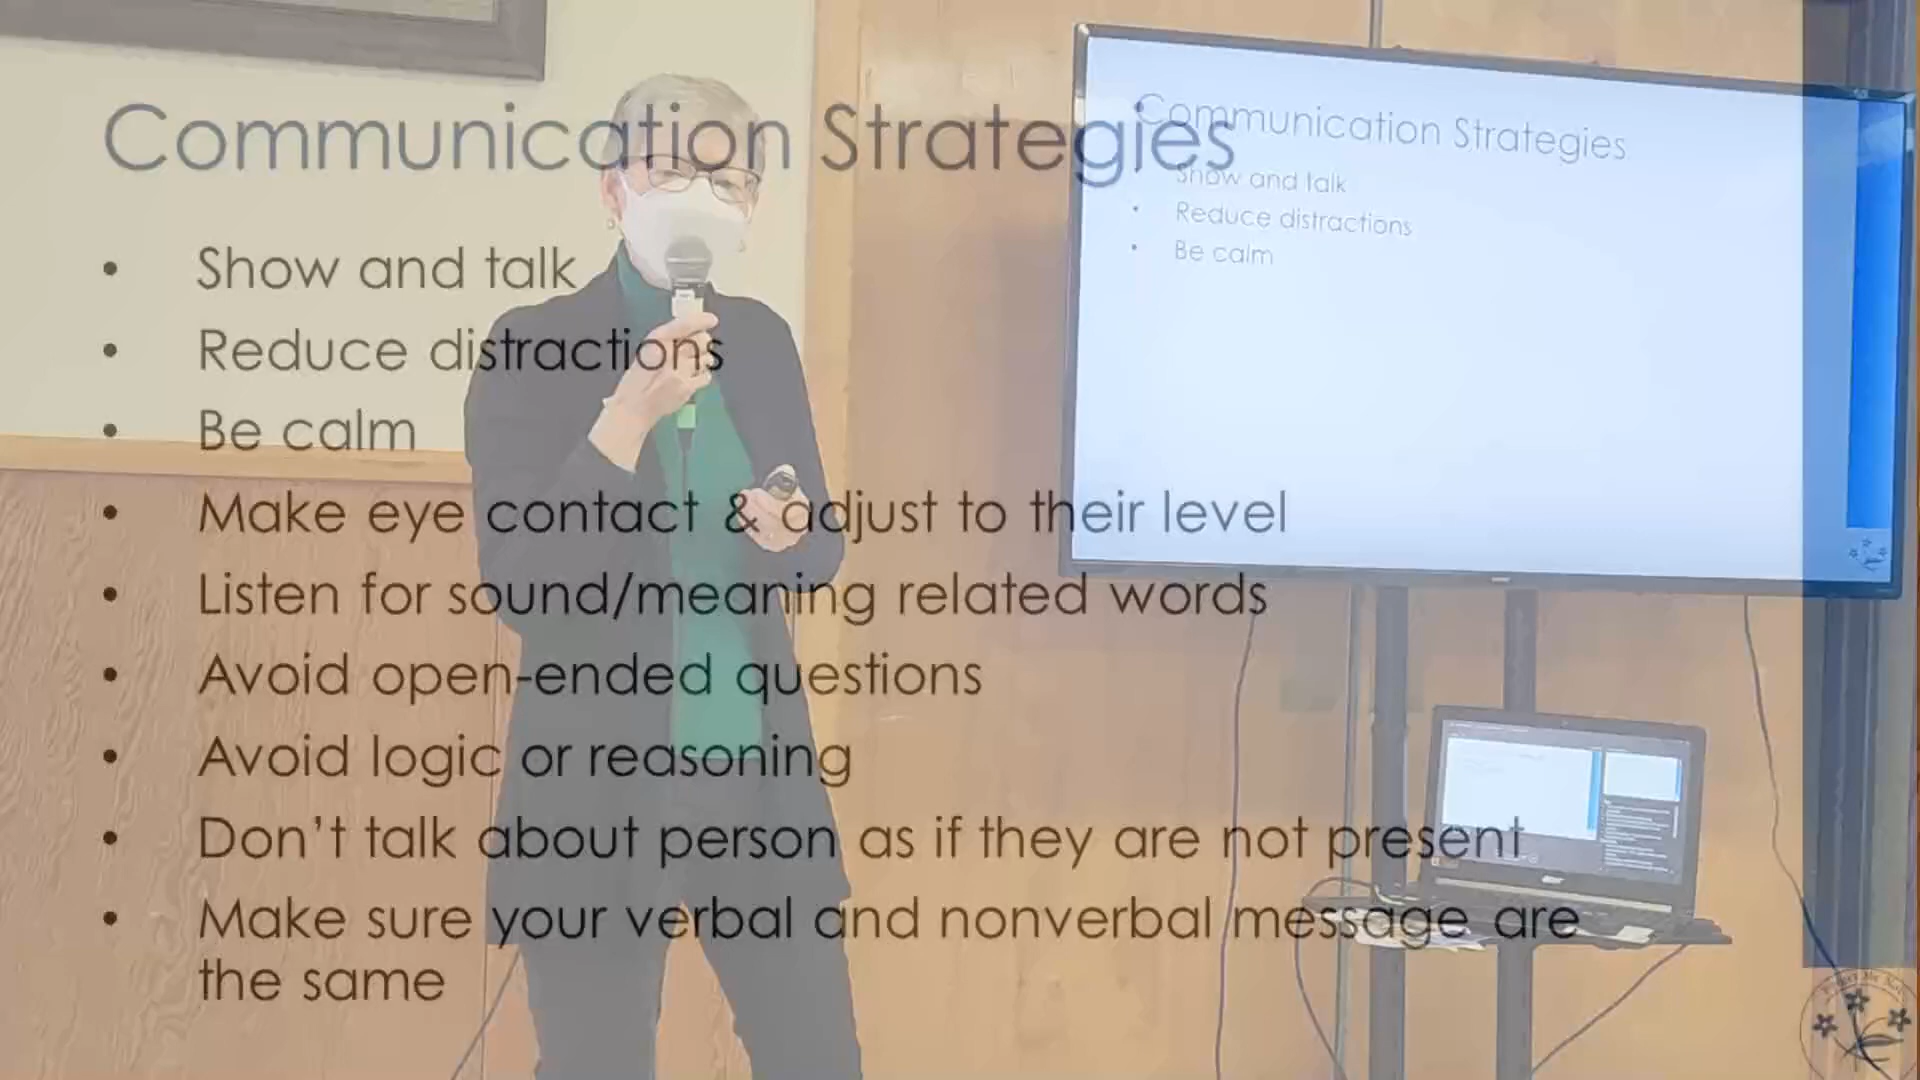 Communication Strategies
• Show and talk
• Reduce distractions
• Be calm
• Make eye contact & adjust to their level
• Listen for sound/meaning related words
• Avoid open-ended questions
• Avoid logic or reasoning
• Don't talk about person as if they are not present
• Make sure your verbal and nonverbal message are
the same
Communication Strategies
Show and talk
• Reduce distractions
• Be calm